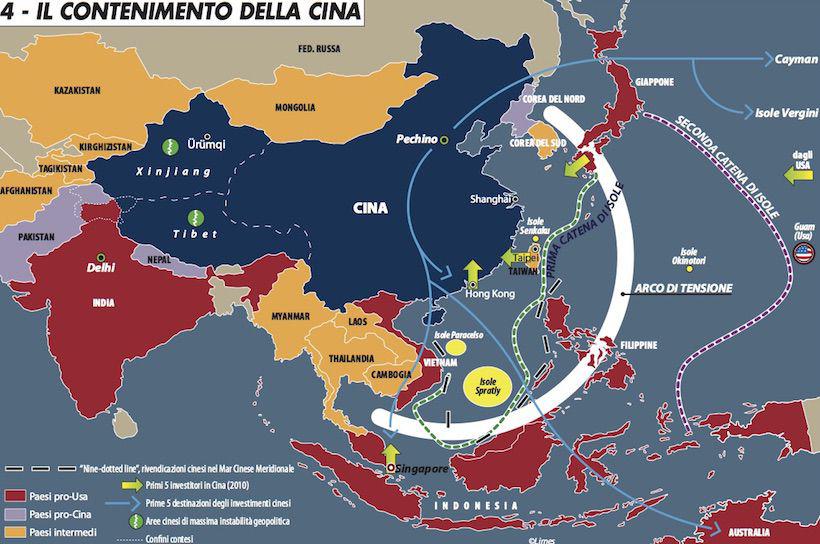 4 - IL CONTENIMENTO DELLA CINA
FED. RUSSA
KAZAKISTAN
MONGOLIA
KIRGHIZISTAN
TAGIKISTAN
AFGHANISTAN
PAKISTAN
Ürümqi
Xinjiang
Tibet
NEPAL
Delhi
INDIA
CINA
Pechino
Shanghai
Hong Kong
COREA DEL NORD
COREA DEL SUD
GIAPPONE
Cayman
Isole Vergini
SECONDA CATENA DI ISOLE
dagli
USA
Guam
(Usa)
PRIMA CATENA DI ISOLE
Isole
Senkaku
Taipei
TAIWAN
Isole
Okinotori
ARCO DI TENSIONE
MYANMAR
LAOS
THAILANDIA
CAMBOGIA
VIETNAM
Isole Paracelso
Isole
Spratly
FILIPPINE
Singapore
INDONESIA
AUSTRALIA
"Nine-dotted line", rivendicazioni cinesi nel Mar Cinese Meridionale
Primi 5 investitori in Cina (2010)
Prime 5 destinazioni degli investimenti cinesi
Aree cinesi di massima instabilità geopolitica
Confini contesi
Paesi pro-Usa
Paesi pro-Cina
Paesi intermedi
©Limes